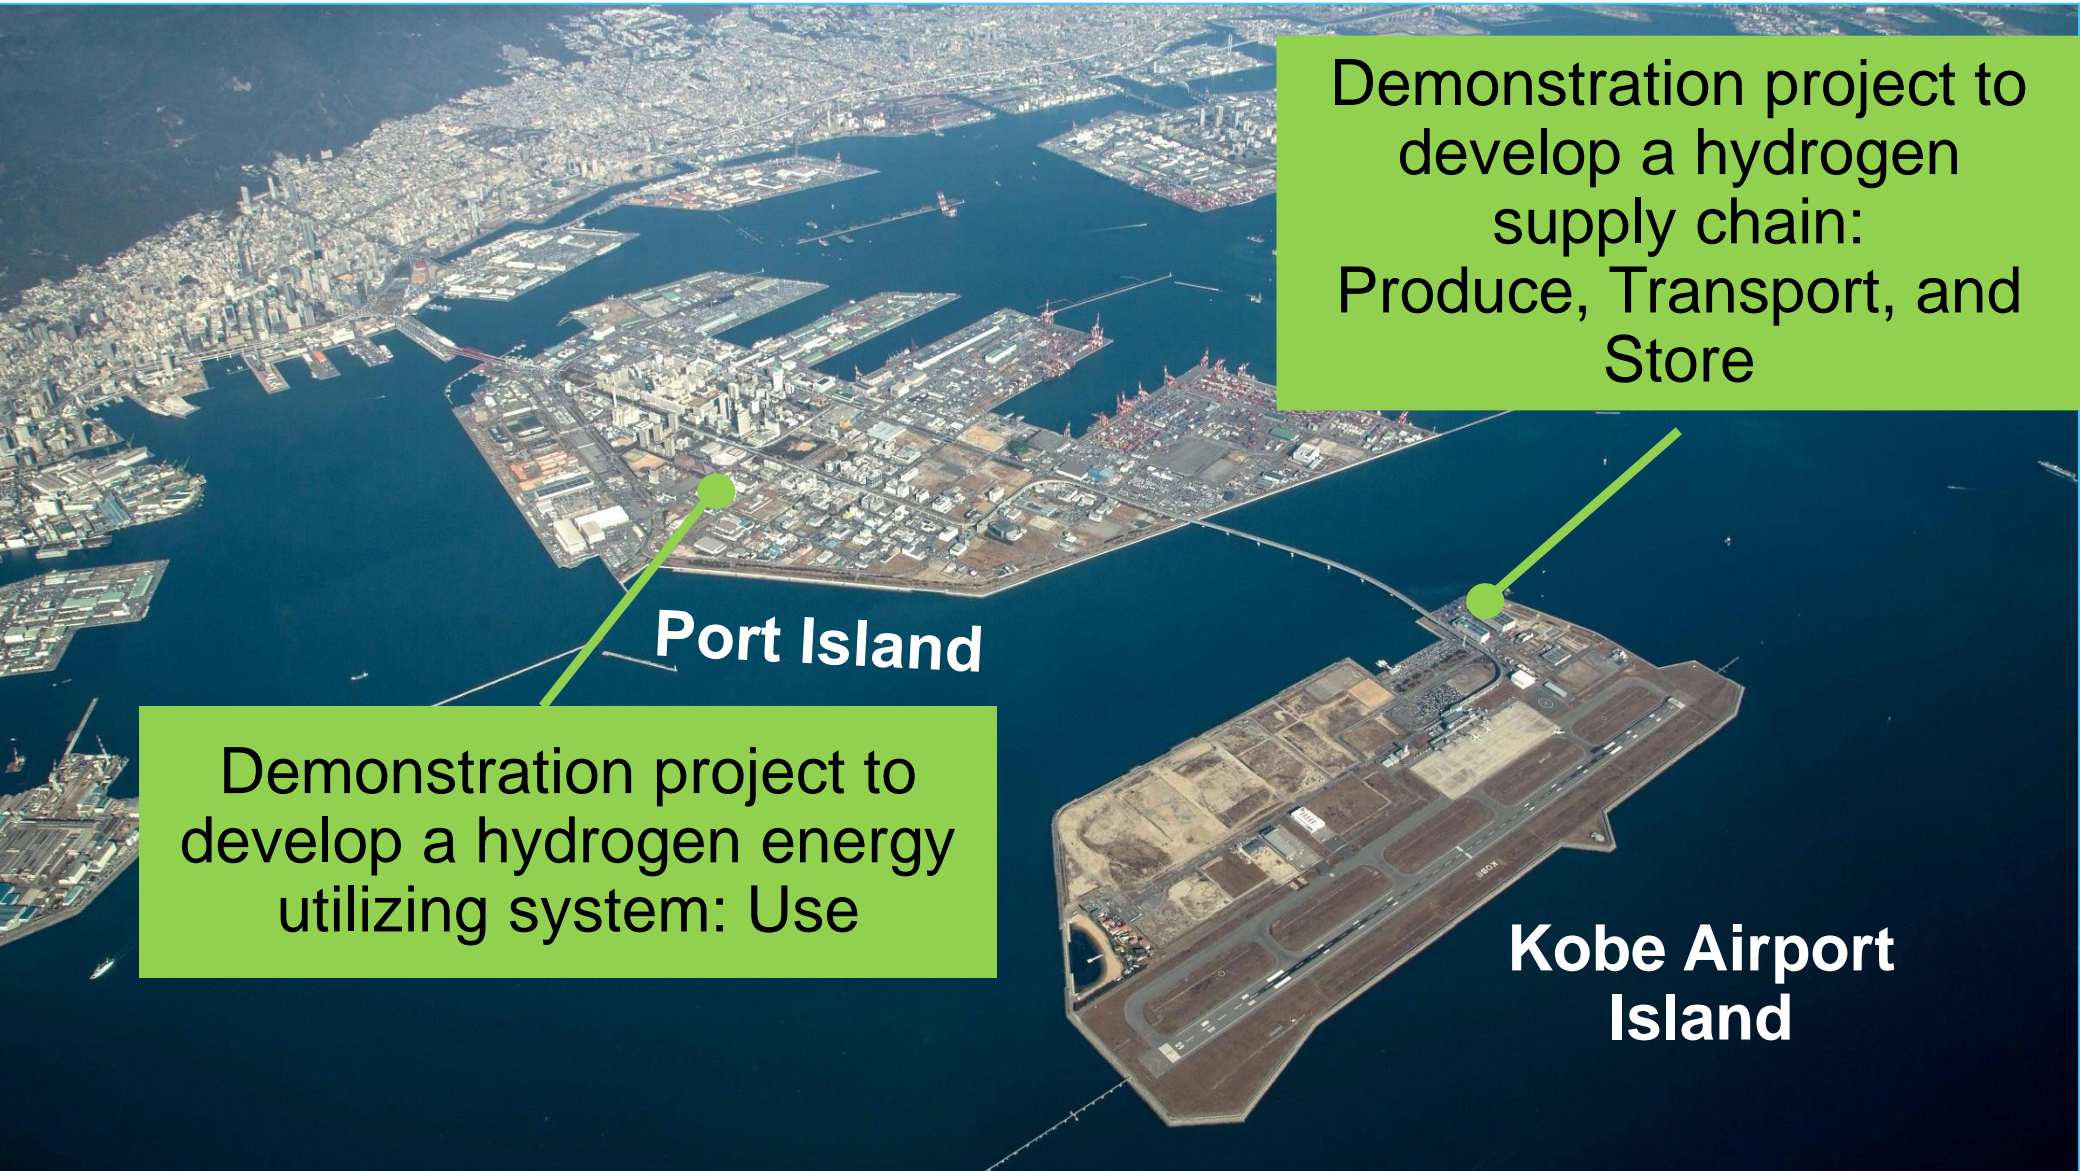 Demonstration project to
develop a hydrogen
supply chain:
Produce, Transport, and
Store
Port Island
Demonstration project to
develop a hydrogen energy
utilizing system: Use
Kobe Airport
Island
KOBE